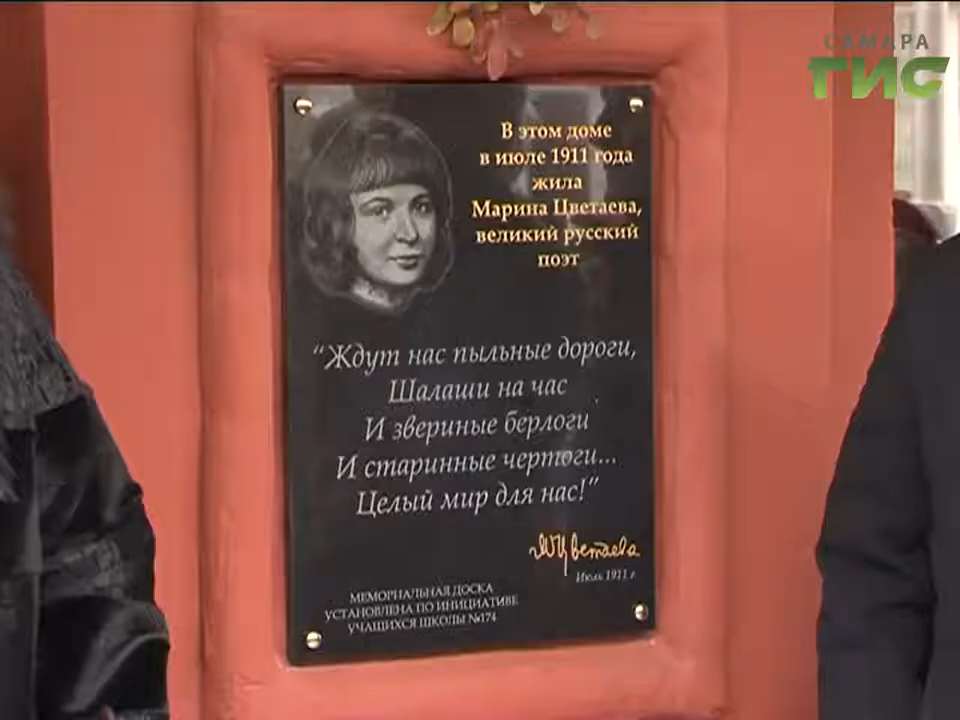 САМАРА
ГИС
В этом доме
в июле 1911 года
жила
Марина Цветаева,
великий русский
поэт
“Ждут нас пыльные дороги,
Шалаши на час
И звериные берлоги
И старинные чертоги...
Целый мир для нас!”
МЦветаева
Июль 1911 г
МЕМОРИАЛЬНАЯ ДОСКА
УСТАНОВЛЕНА ПО ИНИЦИАТИВЕ
УЧАЩИХСЯ ШКОЛЫ №174